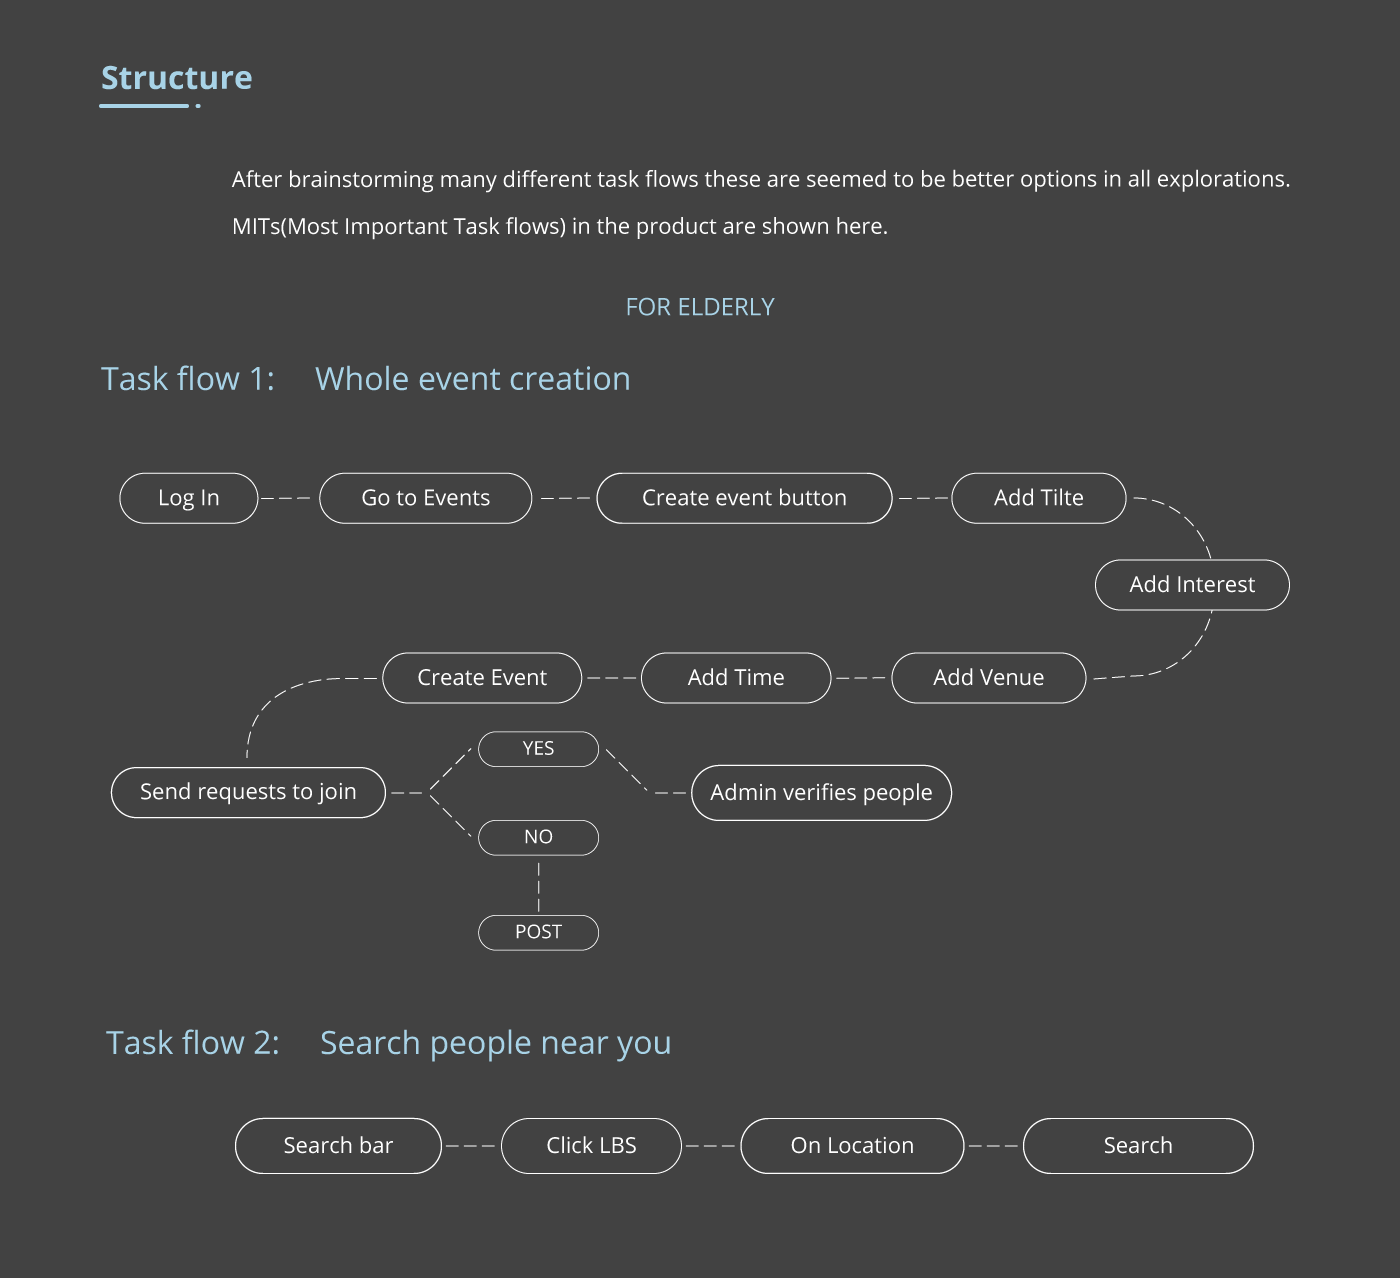 Structure
After brainstorming many different task flows these are seemed to be better options in all explorations.
MITs(Most Important Task flows) in the product are shown here.
FOR ELDERLY
Task flow 1: Whole event creation
Log In
Go to Events
Create event button
Add Tilte
Add Interest
Add Venue
Add Time
Create Event
Send requests to join
YES
Admin verifies people
NO
POST
Task flow 2: Search people near you
Search bar
Click LBS
On Location
Search